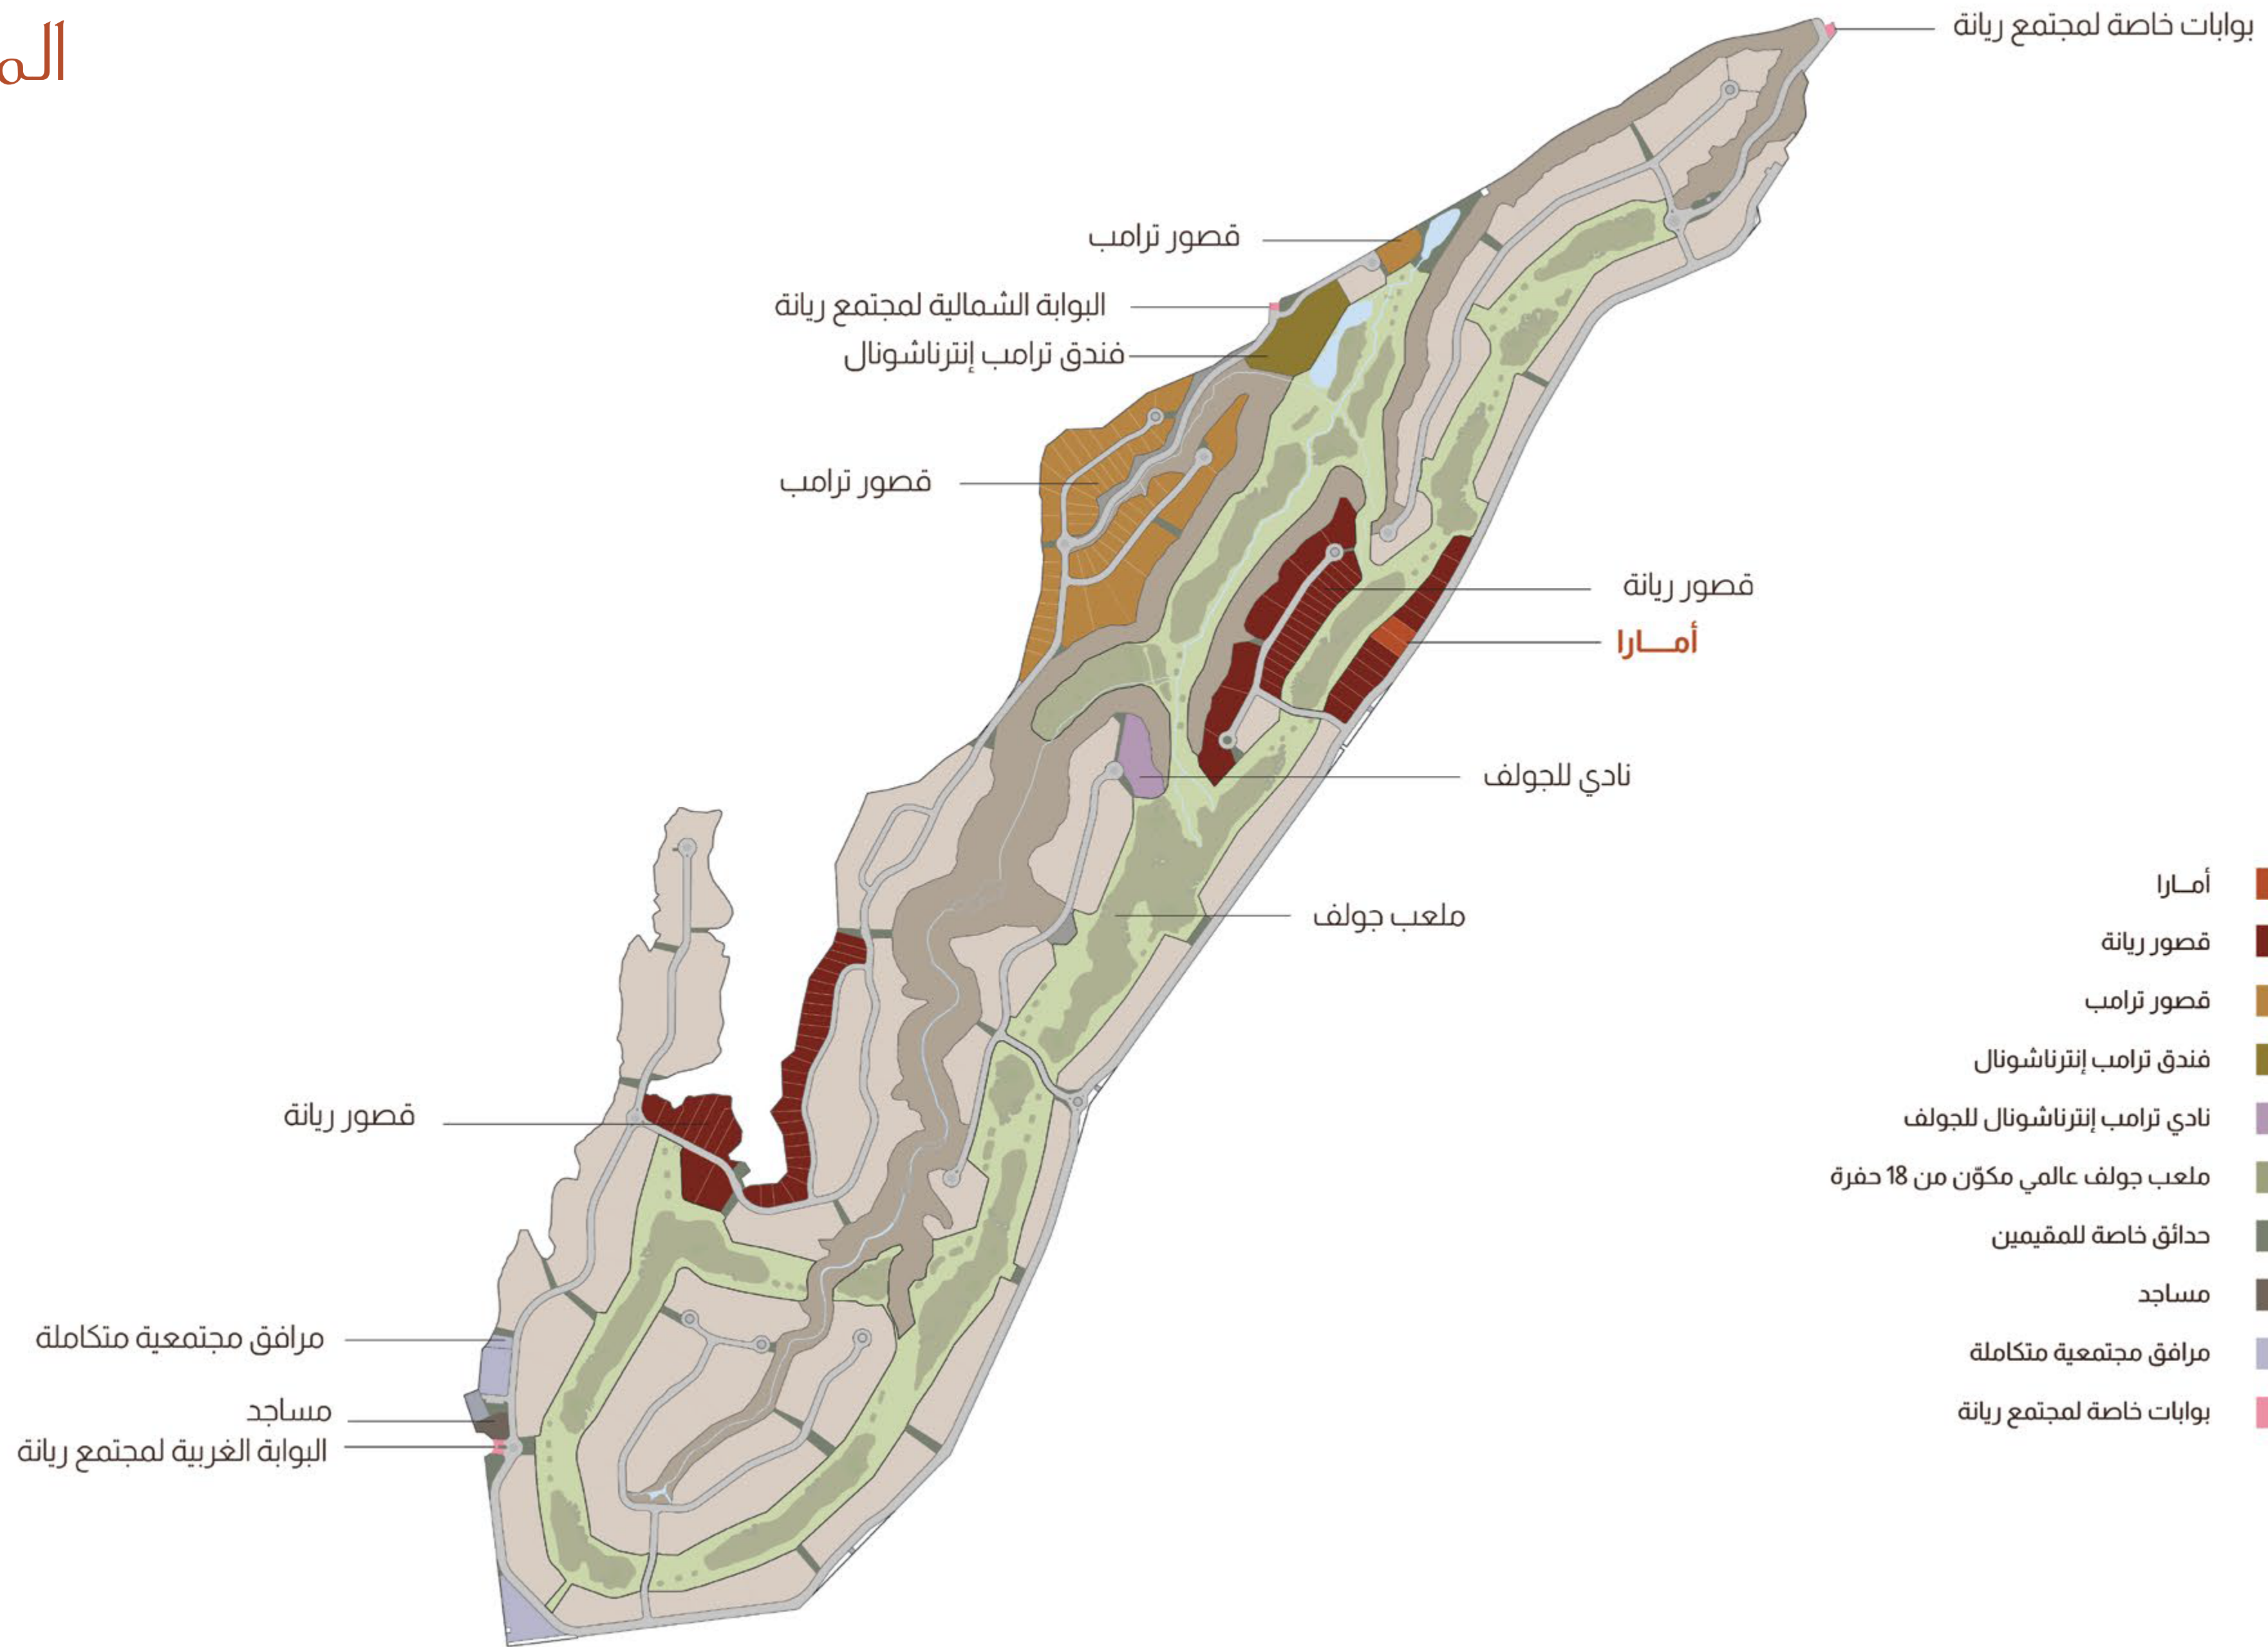 بوابات خاصة لمجتمع ريانة
قصور ترامب
البوابة الشمالية لمجتمع ريانة
فندق ترامب إنترناشونال
قصور ترامب
قصور ريانة
أمـــارا
نادي للجولف
ملعب جولف
قصور ريانة
مرافق مجتمعية متكاملة
مساجد
البوابة الغربية لمجتمع ريانة
أمــارا
قصور ريانة
قصور ترامب
فندق ترامب إنترناشونال
نادي ترامب إنترناشونال للجولف
ملعب جولف عالمي مكوّن من 18 حفرة
حدائق خاصة للمقيمين
مساجد
مرافق مجتمعية متكاملة
بوابات خاصة لمجتمع ريانة